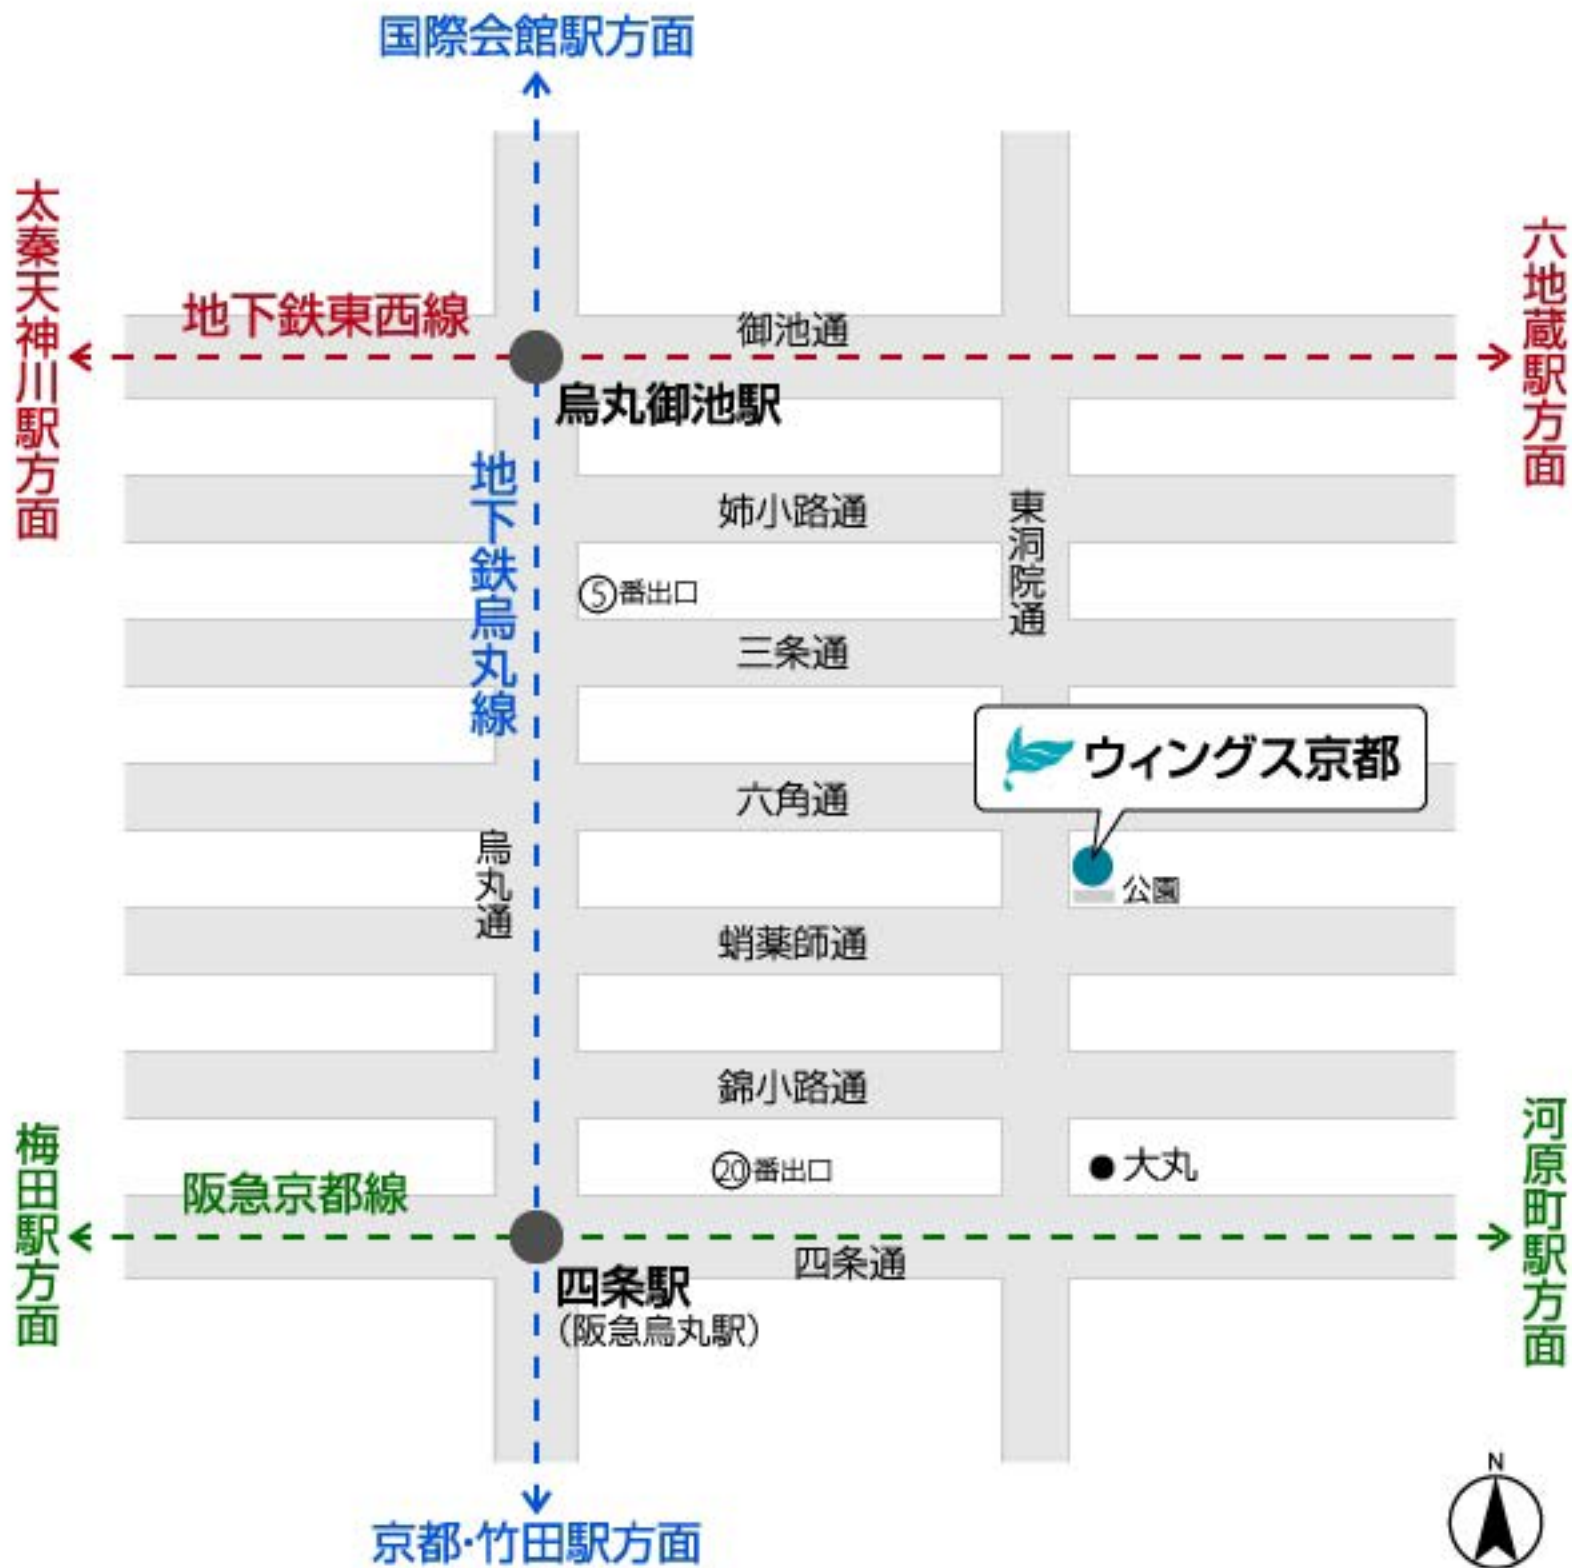 国際会館駅方面
太秦天神川駅方面
六地蔵駅方面
地下鉄東西線
御池通
烏丸御池駅
地下鉄烏丸線
姉小路通
東洞院通
⑤番出口
三条通
ウィングス京都
六角通
烏丸通
公園
蛸薬師通
錦小路通
梅田駅方面
河原町駅方面
阪急京都線
⑳番出口
大丸
四条通
四条駅
(阪急烏丸駅)
N
京都・竹田駅方面